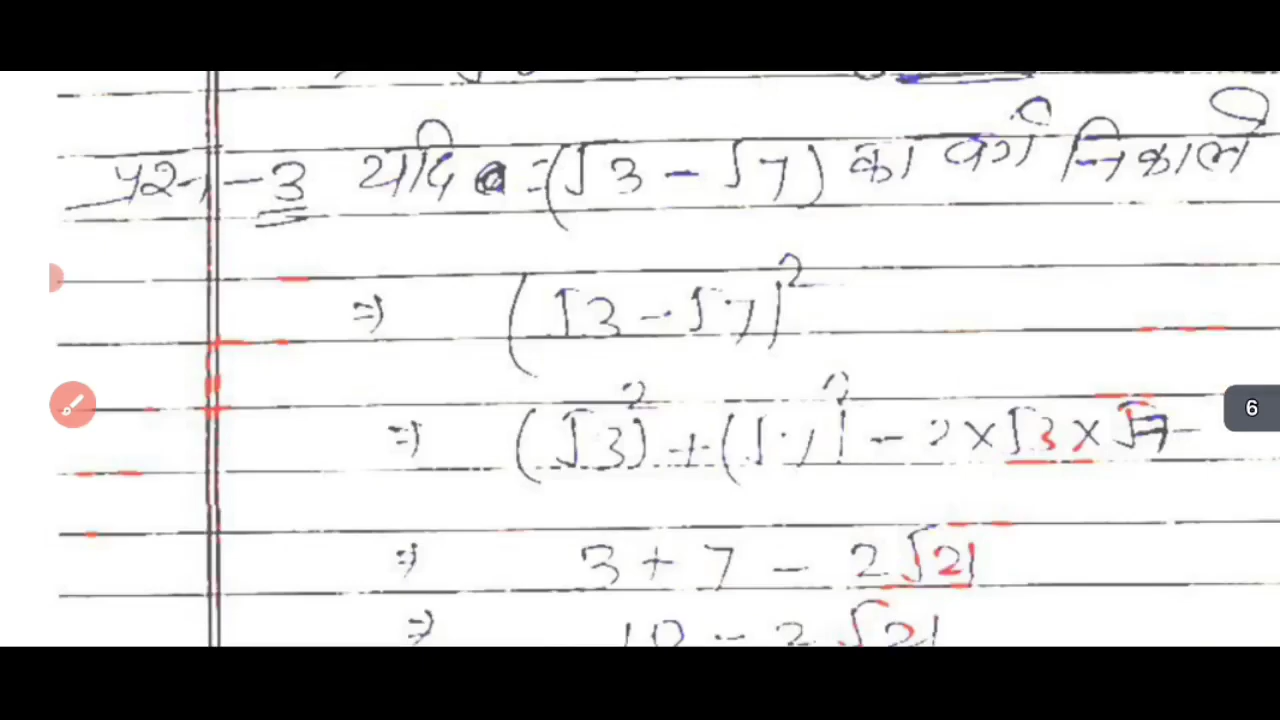 प्रश्न-3 यदि a = (√3 - √7) का वर्ग निकाले
⇒ (√3 - √7)²
⇒ (√3)² + (√7)² - 2×√3×√7
⇒ 3 + 7 - 2√21
⇒ 10 - 2√21
6